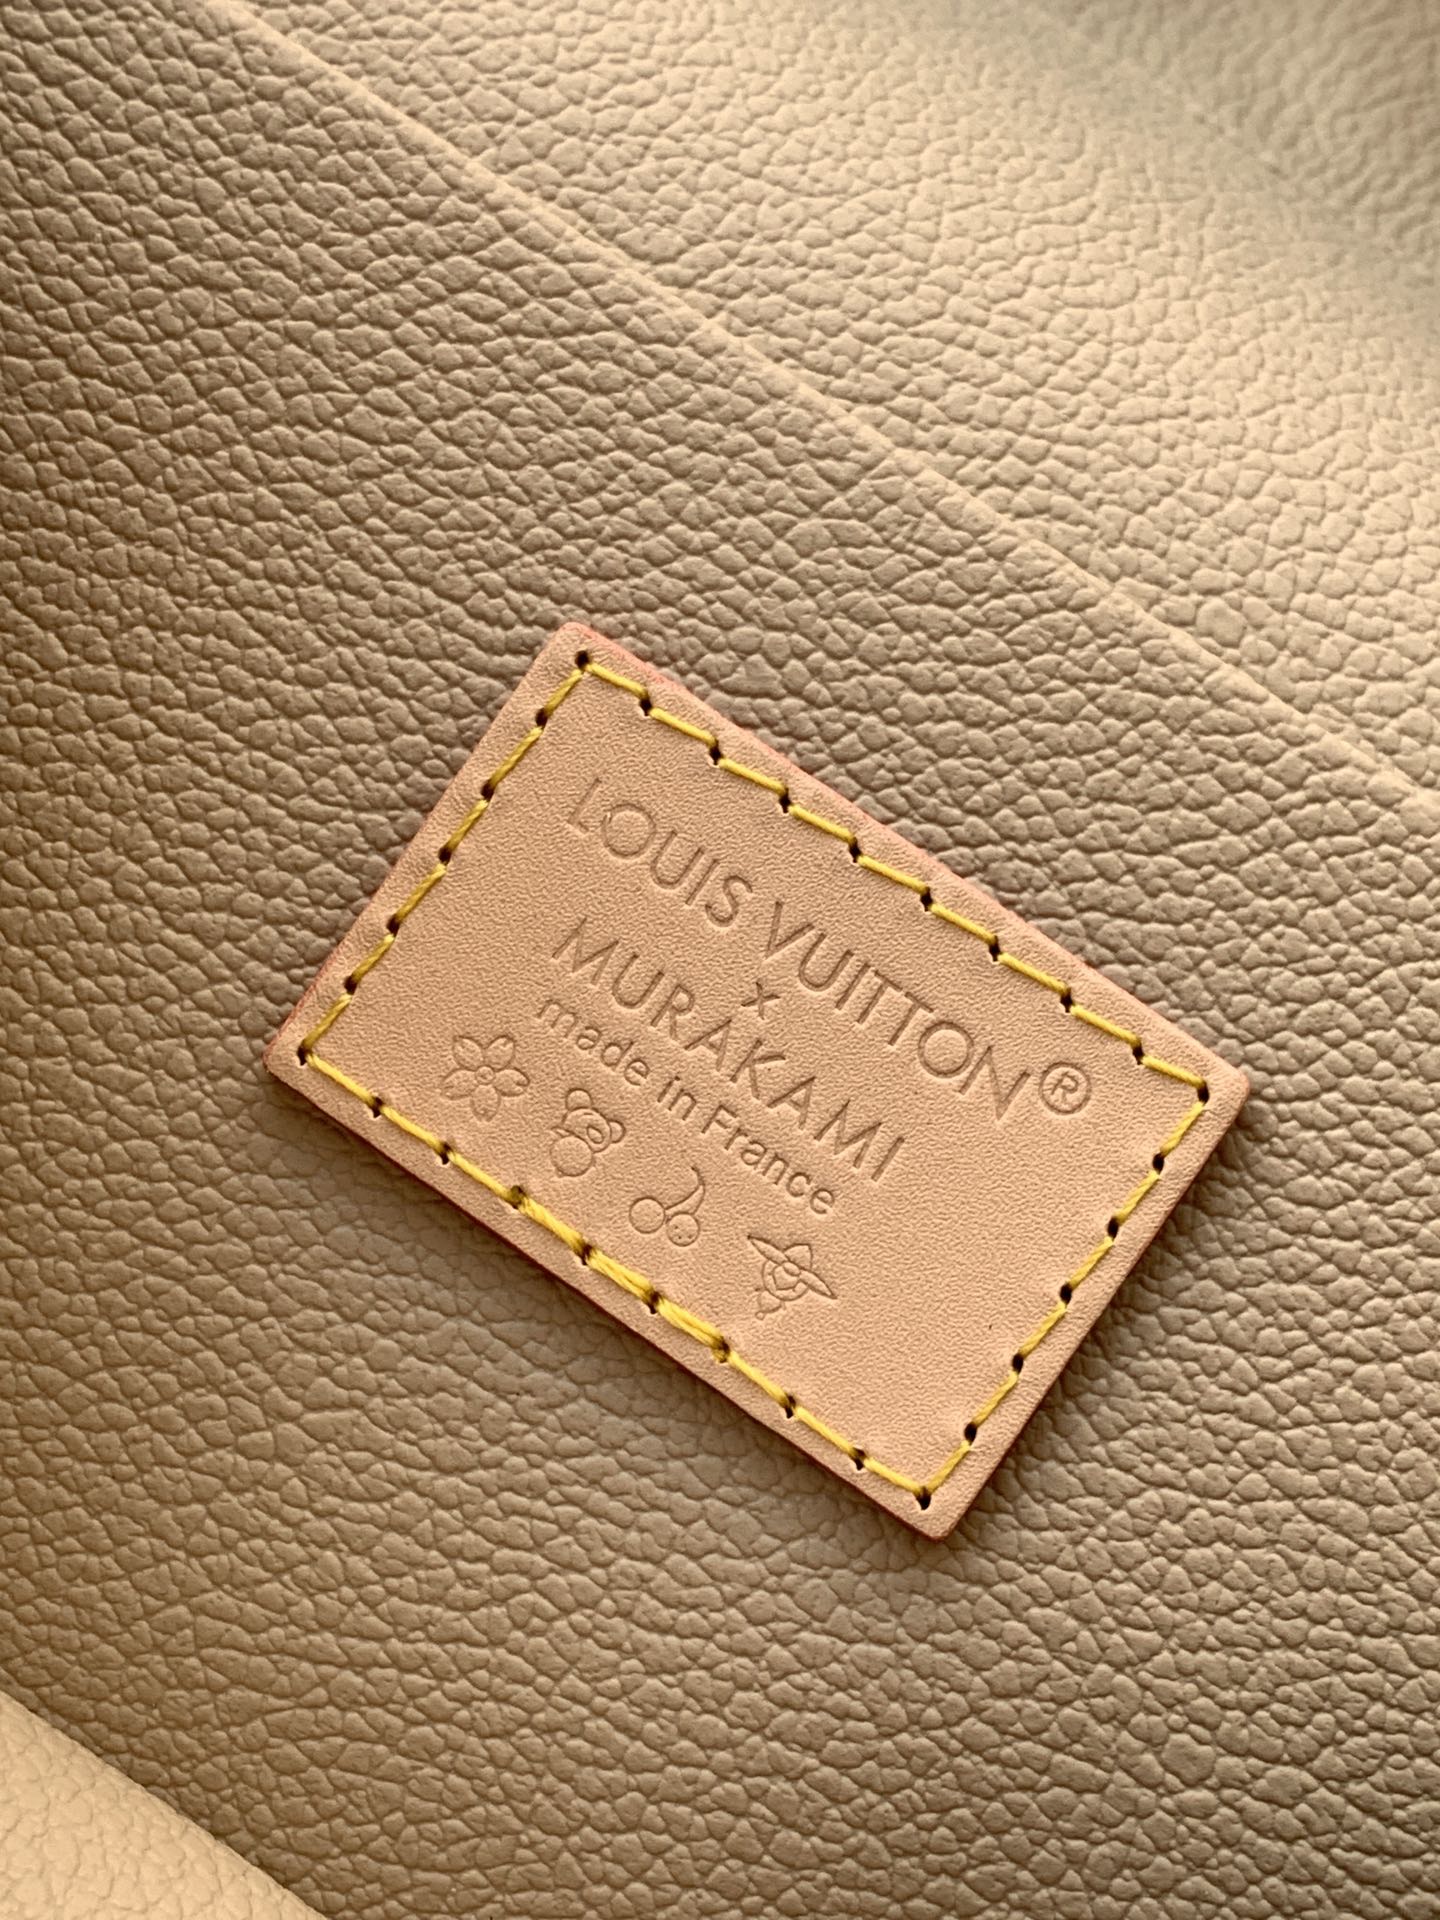 LOUIS VUITTON®
x
MURAKAMI
made in France